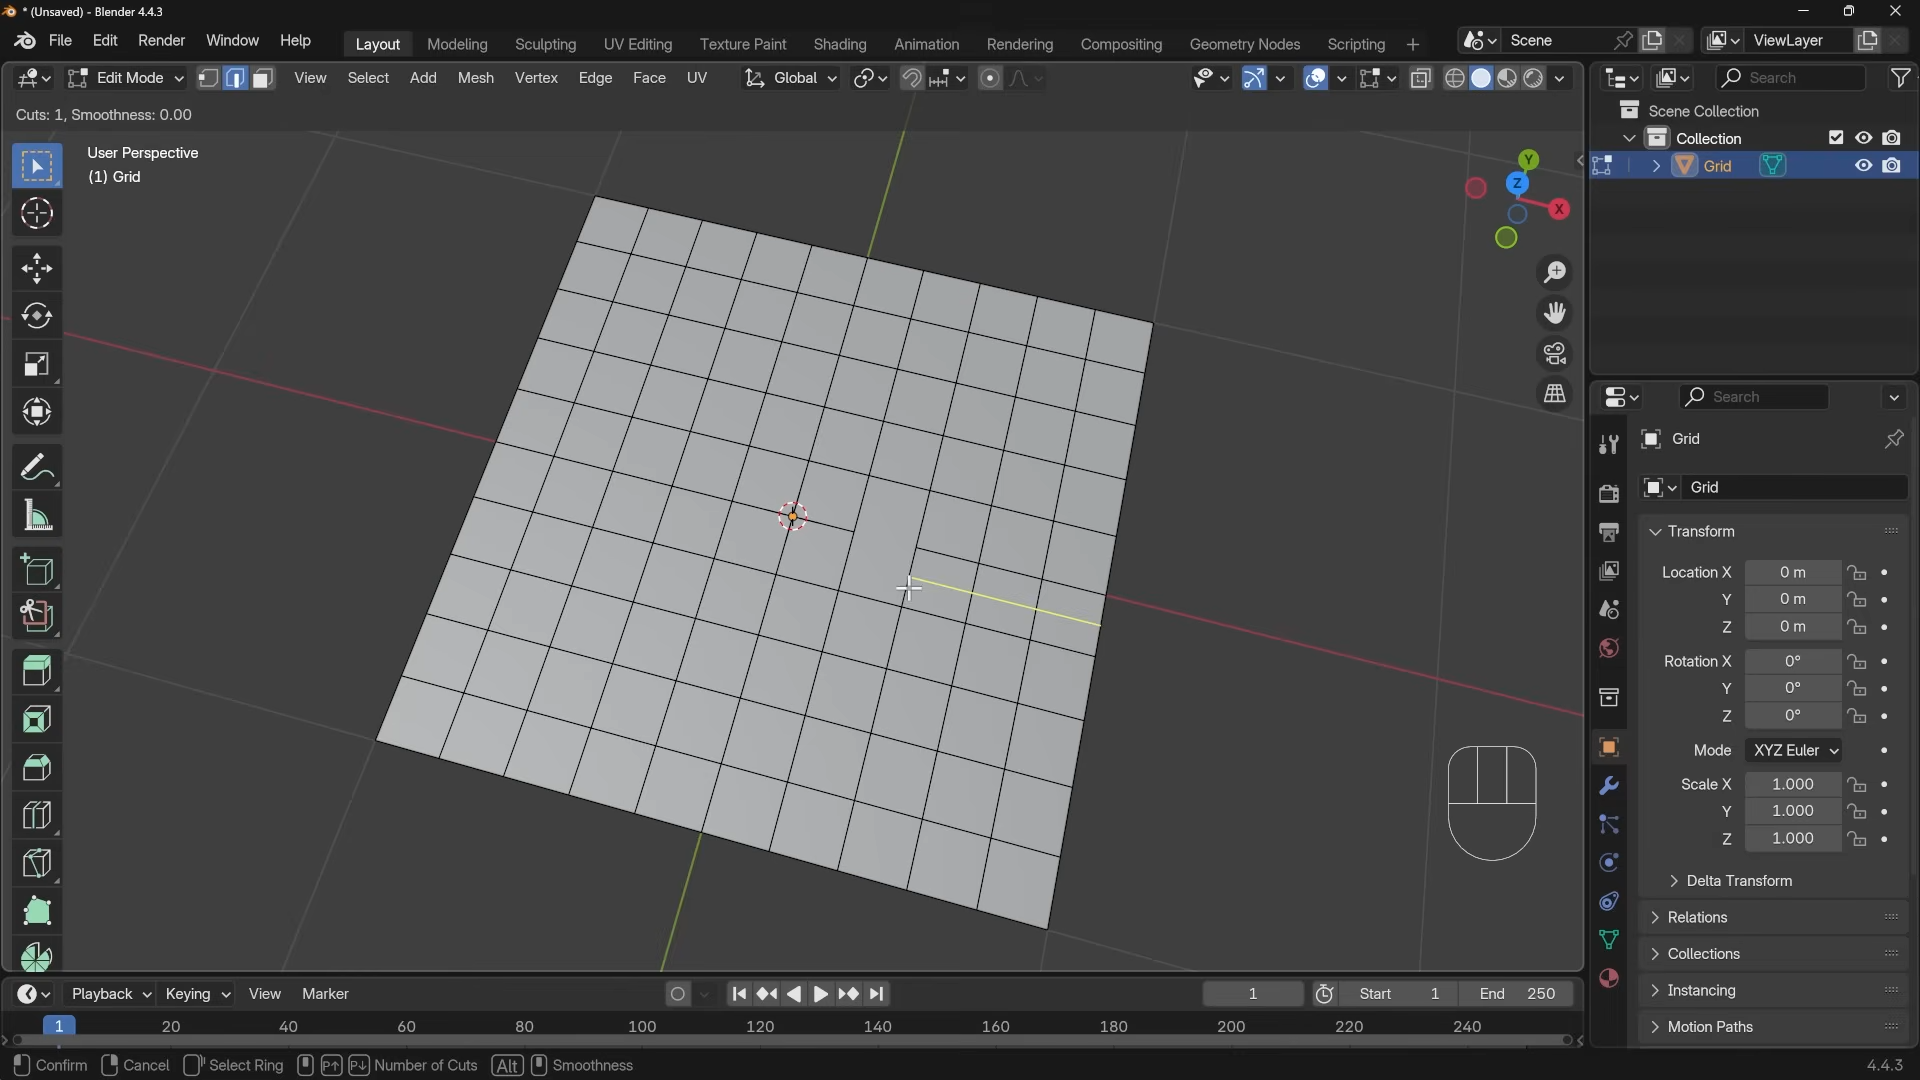 * (Unsaved) - Blender 4.4.3
File Edit Render Window Help Layout Modeling Sculpting UV Editing Texture Paint Shading Animation Rendering Compositing Geometry Nodes Scripting + Scene ViewLayer
Edit Mode View Select Add Mesh Vertex Edge Face UV Global Search
Cuts: 1, Smoothness: 0.00
Scene Collection
Collection
User Perspective
(1) Grid
Grid
Y
Z
X
Search
Grid
Grid
Transform
Location X 0 m
Y 0 m
Z 0 m
Rotation X 0°
Y 0°
Z 0°
Mode XYZ Euler
Scale X 1.000
Y 1.000
Z 1.000
Delta Transform
Relations
Collections
Instancing
Motion Paths
Playback Keying View Marker 1 Start 1 End 250
1 20 40 60 80 100 120 140 160 180 200 220 240
Confirm Cancel Select Ring P↑ P↓ Number of Cuts Alt Smoothness 4.4.3